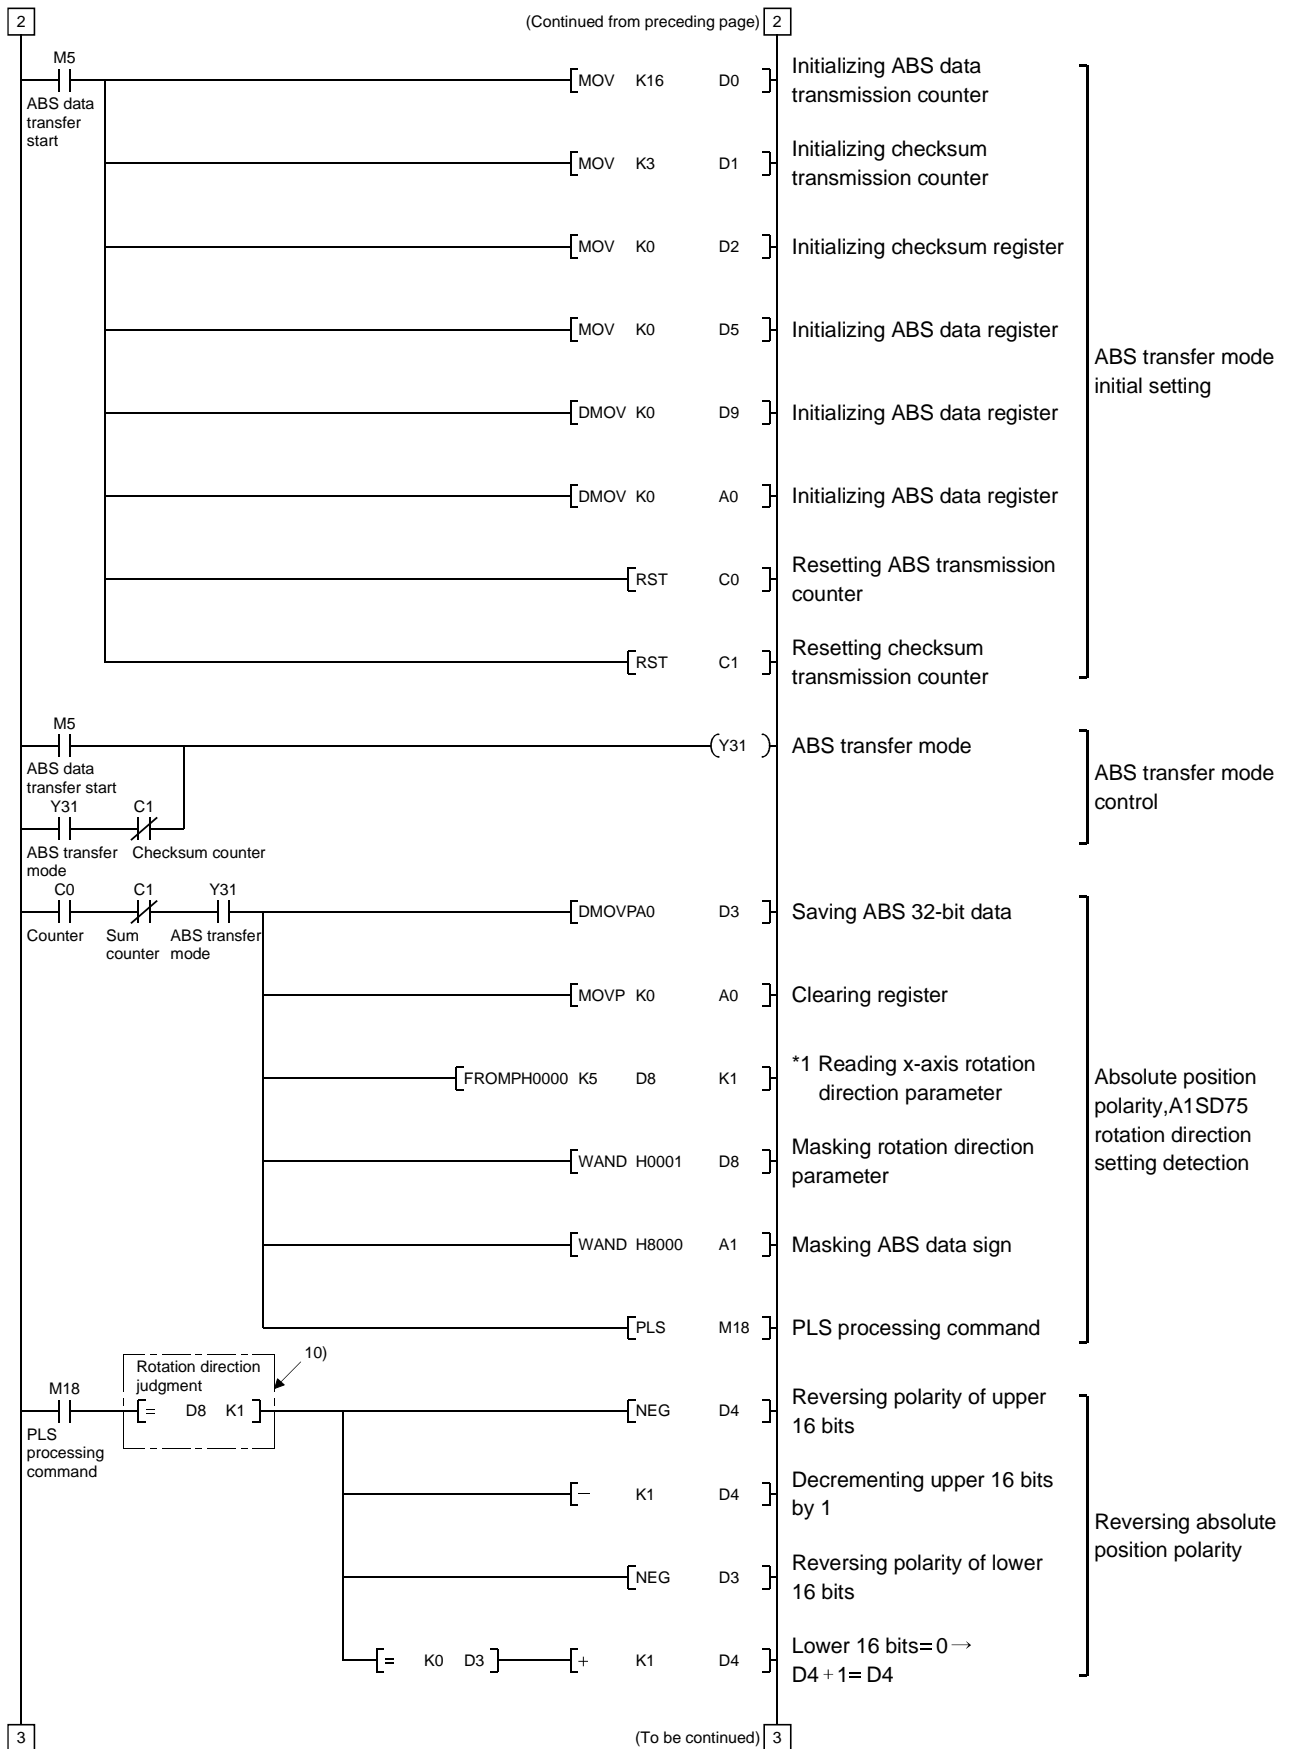 2 (Continued from preceding page) 2
M5
ABS data
transfer
start
MOV K16 D0
Initializing ABS data
transmission counter
MOV K3 D1
Initializing checksum
transmission counter
MOV K0 D2
Initializing checksum register
MOV K0 D5
Initializing ABS data register
DMOV K0 D9
Initializing ABS data register
DMOV K0 A0
Initializing ABS data register
RST C0
Resetting ABS transmission
counter
RST C1
Resetting checksum
transmission counter
ABS transfer mode
initial setting
M5
ABS data
transfer start
Y31
ABS transfer mode
Y31 C1
ABS transfer
mode
Checksum counter
ABS transfer mode
control
C0 C1 Y31
Counter
Sum
counter
ABS transfer
mode
DMOVPA0 D3
Saving ABS 32-bit data
MOVP K0 A0
Clearing register
FROMPH0000 K5 D8 K1
*1 Reading x-axis rotation
direction parameter
WAND H0001 D8
Masking rotation direction
parameter
WAND H8000 A1
Masking ABS data sign
PLS M18
PLS processing command
Absolute position
polarity,A1SD75
rotation direction
setting detection
10)
Rotation direction
judgment
M18
PLS
processing
command
= D8 K1
NEG D4
Reversing polarity of upper
16 bits
− K1 D4
Decrementing upper 16 bits
by 1
NEG D3
Reversing polarity of lower
16 bits
= K0 D3 + K1 D4
Lower 16 bits=0→
D4+1=D4
Reversing absolute
position polarity
3 (To be continued) 3